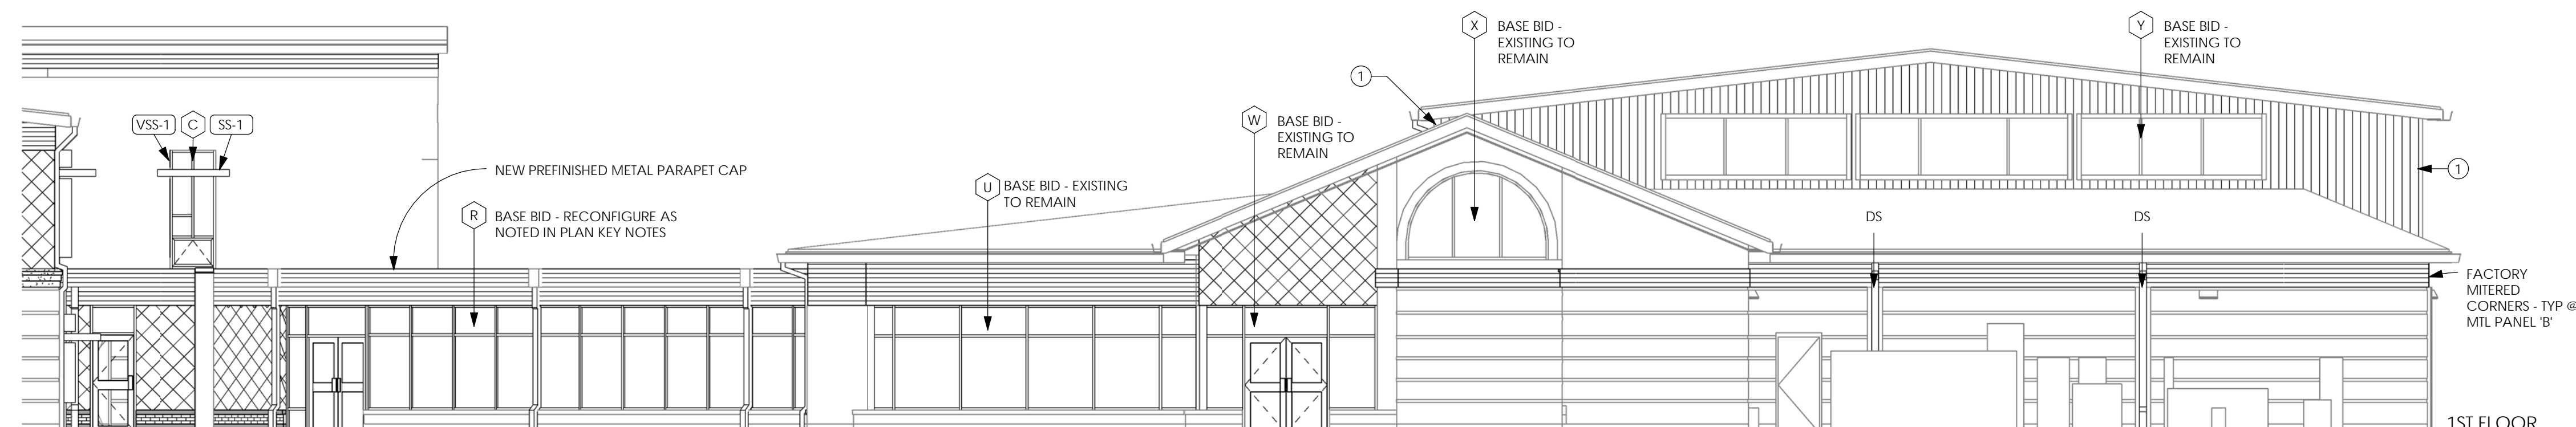 X
BASE BID -
EXISTING TO
REMAIN
Y
BASE BID -
EXISTING TO
REMAIN
1
VSS-1
C
SS-1
W
BASE BID -
EXISTING TO
REMAIN
NEW PREFINISHED METAL PARAPET CAP
1
U
BASE BID - EXISTING
TO REMAIN
R
BASE BID - RECONFIGURE AS
NOTED IN PLAN KEY NOTES
DS
DS
FACTORY
MITERED
CORNERS - TYP @
MTL PANEL 'B'
1ST FLOOR